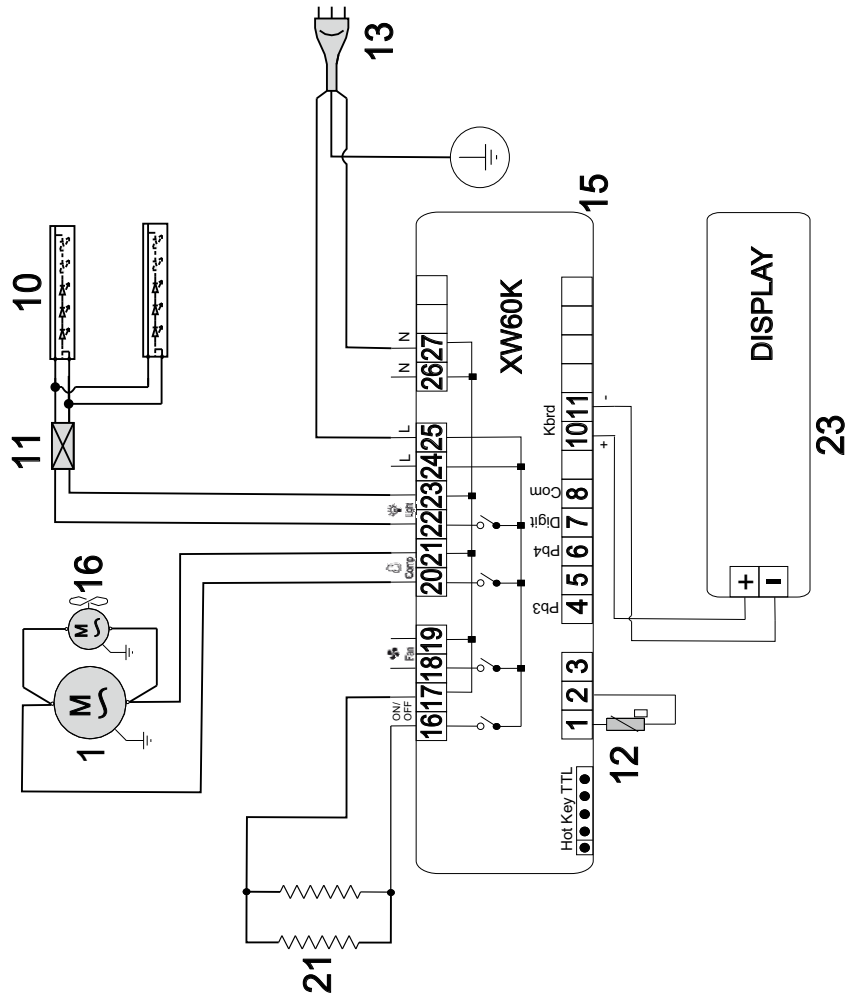 13
10
11
16
M
M
1
21
15
N
N
L
L
Light
Comp
Fan
ON/
OFF
27
26
25
24
23
22
21
20
19
18
17
16
XW60K
Kbrd
-
+
11
10
8
7
6
5
4
3
2
1
Com
Digit
Pb4
Pb3
Hot Key TTL
12
DISPLAY
+
-
23